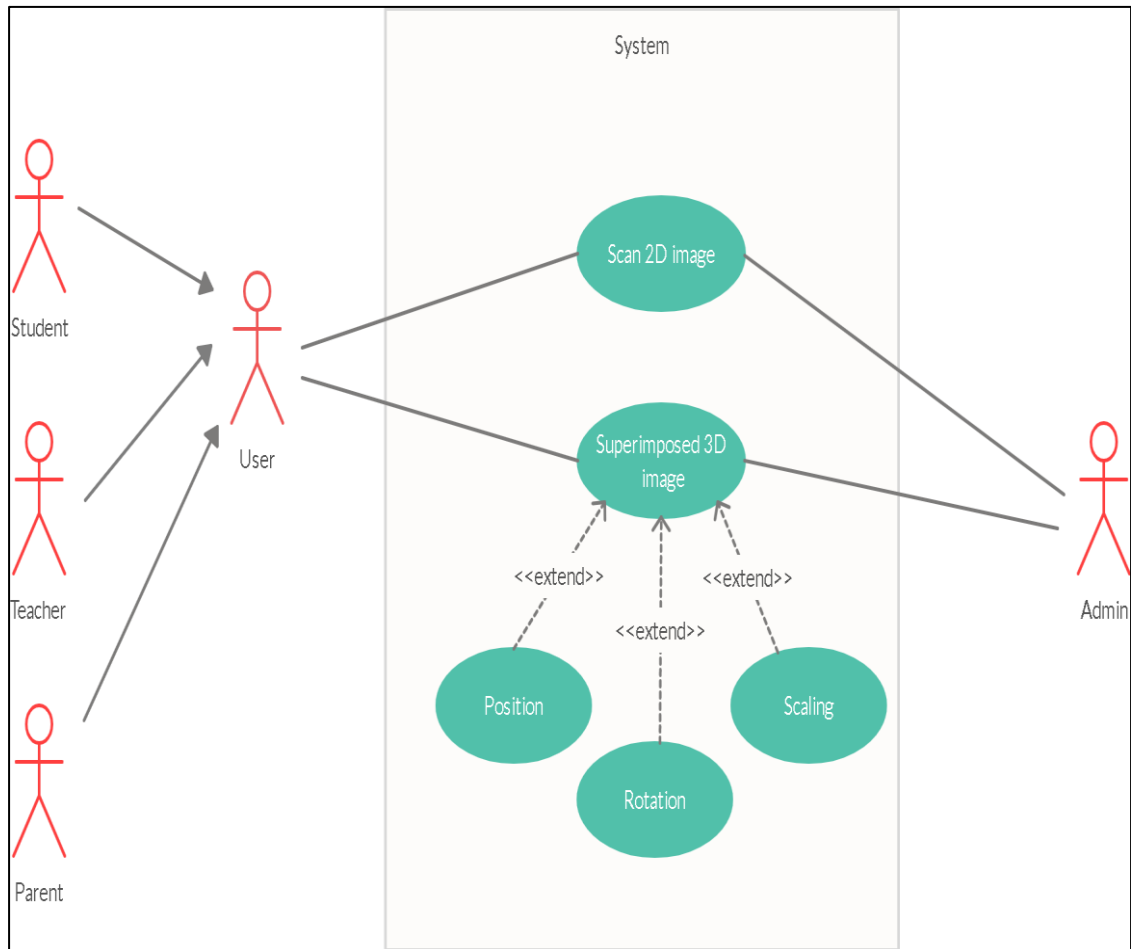 System
Student
Scan 2D image
User
Superimposed 3D
image
<<extend>>
<<extend>>
<<extend>>
Teacher
Admin
Position
Scaling
Rotation
Parent